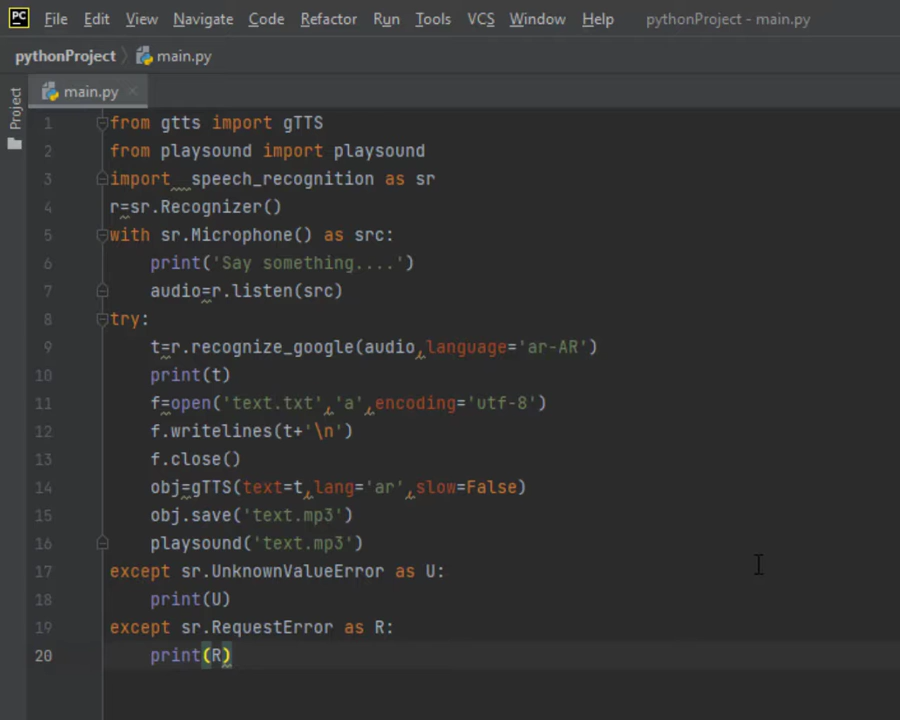 PC File Edit View Navigate Code Refactor Run Tools VCS Window Help pythonProject - main.py
pythonProject main.py
Project main.py
1 from gtts import gTTS
2 from playsound import playsound
3 import  speech_recognition as sr
4 r=sr.Recognizer()
5 with sr.Microphone() as src:
6     print('Say something....')
7     audio=r.listen(src)
8 try:
9     t=r.recognize_google(audio,language='ar-AR')
10     print(t)
11     f=open('text.txt','a',encoding='utf-8')
12     f.writelines(t+'\n')
13     f.close()
14     obj=gTTS(text=t,lang='ar',slow=False)
15     obj.save('text.mp3')
16     playsound('text.mp3')
17 except sr.UnknownValueError as U:
18     print(U)
19 except sr.RequestError as R:
20     print(R)